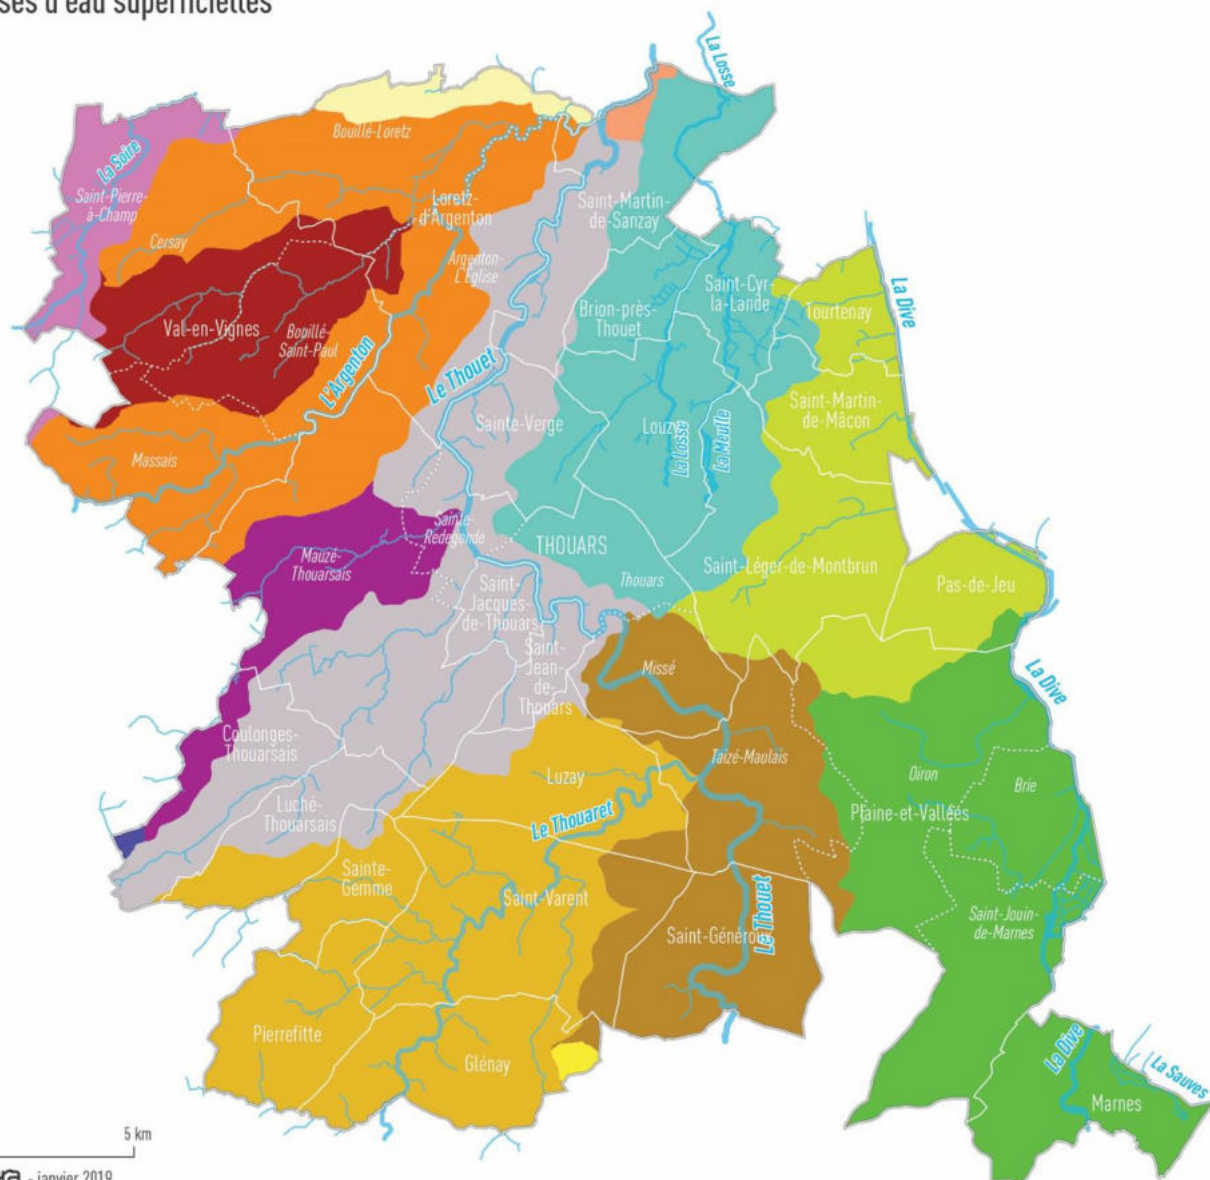 d'eau superficielles
La Losse
La Soire
Bouillé-Loretz
Saint-Pierre-
à-Champ
Loretz-
d'Argenton
Saint-Martin-
de-Sanzay
Cersay
Argenton-
L'Église
Saint-Cyr-
la-Lande
La Dive
Brion-près-
Thouet
Tourtenay
Val-en-Vignes
Bouillé-
Saint-Paul
L'Argenton
Le Thouet
Sainte-Verge
Louzy
La Losse
La Meulle
Saint-Martin-
de-Mâcon
Massais
Sainte-
Redegonde
THOUARS
Mauzé-
Thouarsais
Thouars
Saint-Léger-de-Montbrun
Pas-de-Jeu
Saint-
Jacques-
de-Thouars
Saint-
Jean-
de-
Thouars
Missé
La Dive
Coulonges-
Thouarsais
Taizé-Maulais
Luzay
Oiron
Brie
Luché-
Thouarsais
Le Thouaret
Plaine-et-Vallées
Sainte-
Gemme
Saint-Varent
Le Thouet
Saint-Généroux
Saint-Jouin-
de-Marnes
Pierrefitte
Glénay
La Dive
La Sauves
Marnes
5 km
- janvier 2019